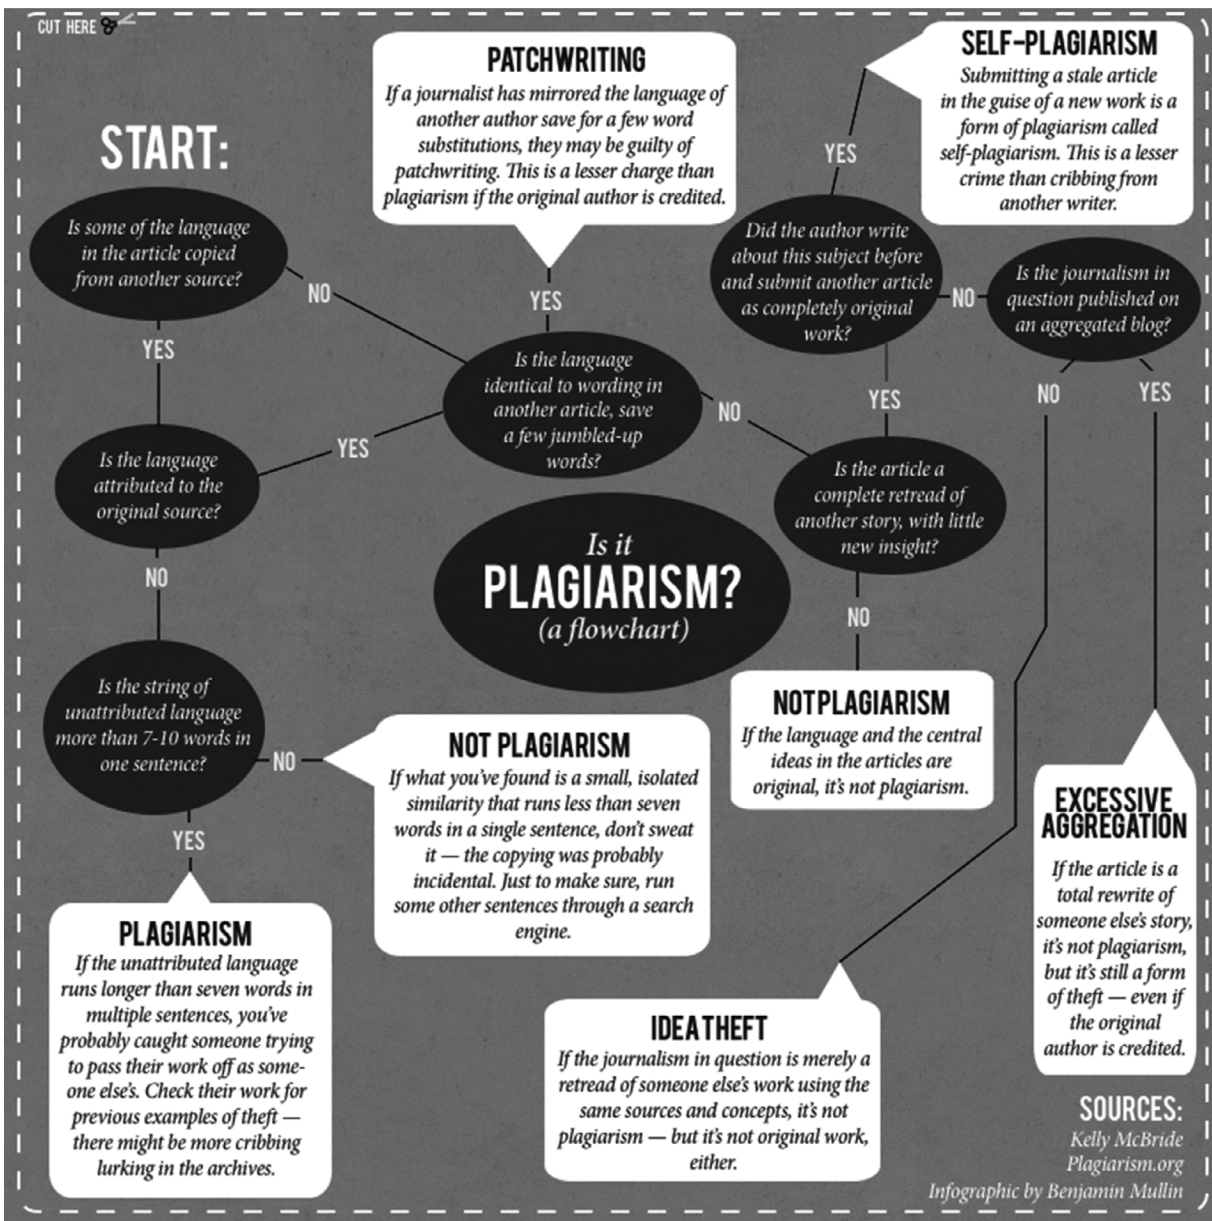 CUT HERE
START:
Is some of the language
in the article copied
from another source?
NO
YES
Is the language
attributed to the
original source?
YES
NO
Is the string of
unattributed language
more than 7-10 words in
one sentence?
NO
YES
PLAGIARISM
If the unattributed language
runs longer than seven words in
multiple sentences, you've
probably caught someone trying
to pass their work off as some-
one else's. Check their work for
previous examples of theft —
there might be more cribbing
lurking in the archives.
NOT PLAGIARISM
If what you've found is a small, isolated
similarity that runs less than seven
words in a single sentence, don't sweat
it — the copying was probably
incidental. Just to make sure, run
some other sentences through a search
engine.
PATCHWRITING
If a journalist has mirrored the language of
another author save for a few word
substitutions, they may be guilty of
patchwriting. This is a lesser charge than
plagiarism if the original author is credited.
YES
Is the language
identical to wording in
another article, save
a few jumbled-up
words?
NO
Is it
PLAGIARISM?
(a flowchart)
SELF-PLAGIARISM
Submitting a stale article
in the guise of a new work is a
form of plagiarism called
self-plagiarism. This is a lesser
crime than cribbing from
another writer.
YES
Did the author write
about this subject before
and submit another article
as completely original
work?
NO
Is the journalism in
question published on
an aggregated blog?
YES
NO
YES
Is the article a
complete retread of
another story, with little
new insight?
NO
NOT PLAGIARISM
If the language and the central
ideas in the articles are
original, it's not plagiarism.
EXCESSIVE
AGGREGATION
If the article is a
total rewrite of
someone else's story,
it's not plagiarism,
but it's still a form
of theft — even if
the original
author is credited.
IDEA THEFT
If the journalism in question is merely a
retread of someone else's work using the
same sources and concepts, it's not
plagiarism — but it's not original work,
either.
SOURCES:
Kelly McBride
Plagiarism.org
Infographic by Benjamin Mullin